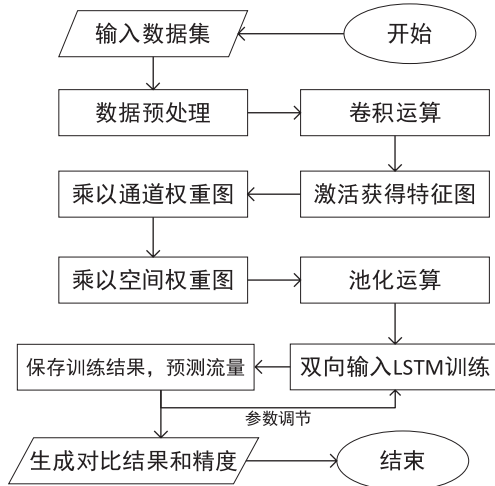 输入数据集
开始
数据预处理
卷积运算
乘以通道权重图
激活获得特征图
乘以空间权重图
池化运算
保存训练结果，预测流量
双向输入LSTM训练
参数调节
生成对比结果和精度
结束